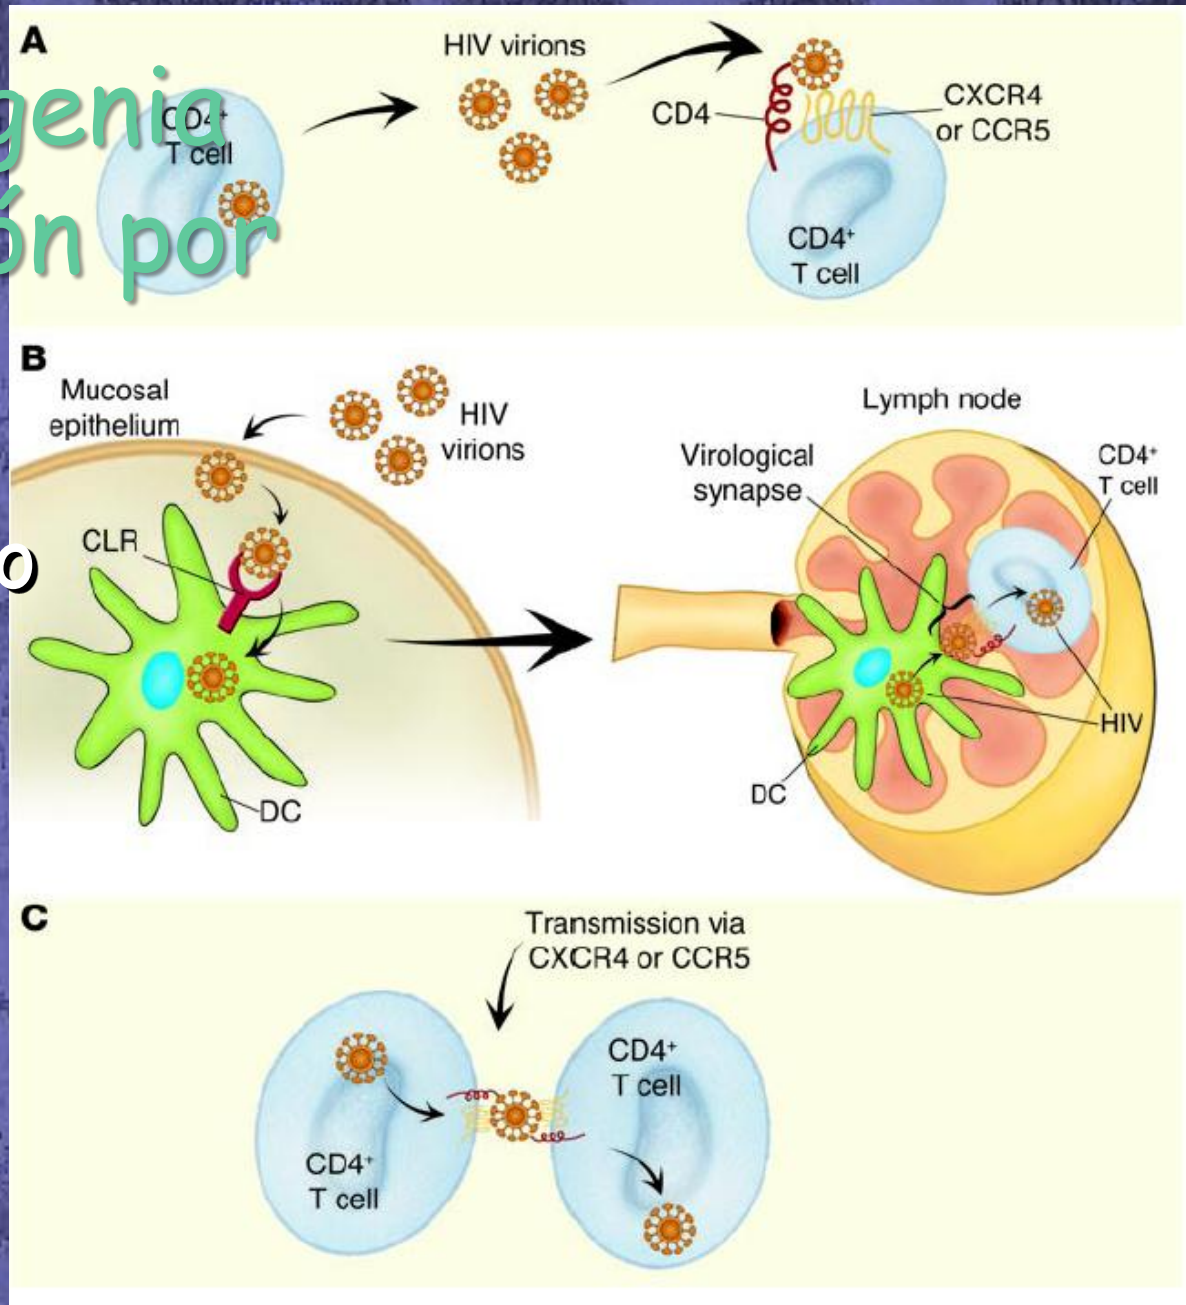 A
genia
ón por
CD4+
T cell
HIV virions
CD4
CXCR4
or CCR5
CD4+
T cell
B
Mucosal
epithelium
HIV
virions
CLR
o
DC
Lymph node
Virological
synapse
CD4+
T cell
HIV
DC
C
Transmission via
CXCR4 or CCR5
CD4+
T cell
CD4+
T cell